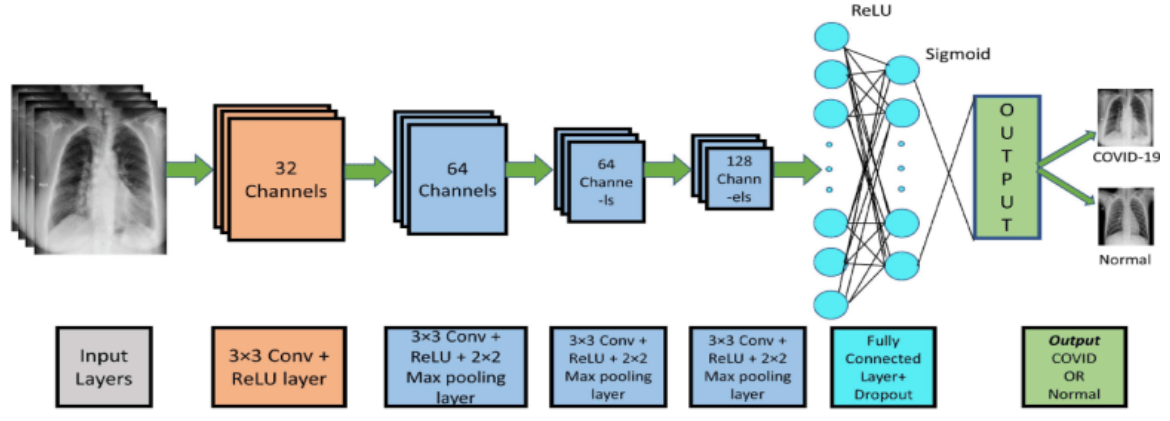 ReLU
Sigmoid
32
Channels
64
Channels
64
Channe
-ls
128
Chann
-els
O
U
T
P
U
T
COVID-19
Normal
Input
Layers
3×3 Conv +
ReLU layer
3×3 Conv +
ReLU + 2×2
Max pooling
layer
3×3 Conv +
ReLU + 2×2
Max pooling
layer
3×3 Conv +
ReLU + 2×2
Max pooling
layer
Fully
Connected
Layer+
Dropout
Output
COVID
OR
Normal